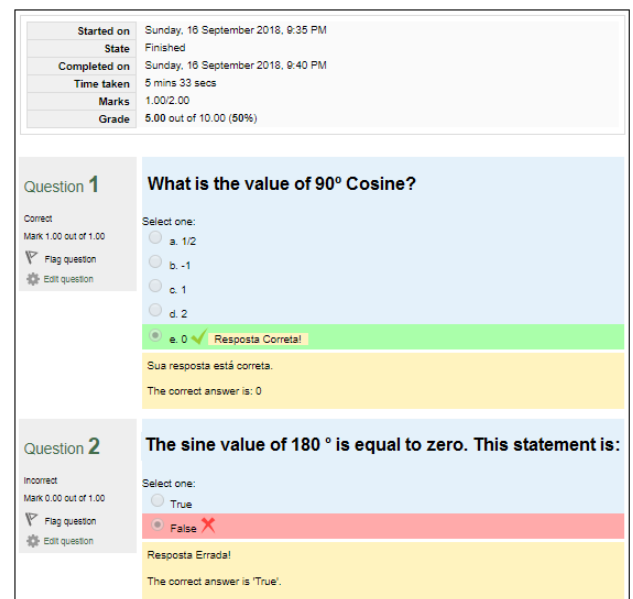 Started on Sunday, 16 September 2018, 9:35 PM
State Finished
Completed on Sunday, 16 September 2018, 9:40 PM
Time taken 5 mins 33 secs
Marks 1.00/2.00
Grade 5.00 out of 10.00 (50%)
Question 1
Correct
Mark 1.00 out of 1.00
Flag question
Edit question
What is the value of 90º Cosine?
Select one:
a. 1/2
b. -1
c. 1
d. 2
e. 0 Resposta Correta!
Sua resposta está correta.
The correct answer is: 0
Question 2
Incorrect
Mark 0.00 out of 1.00
Flag question
Edit question
The sine value of 180 º is equal to zero. This statement is:
Select one:
True
False
Resposta Errada!
The correct answer is 'True'.